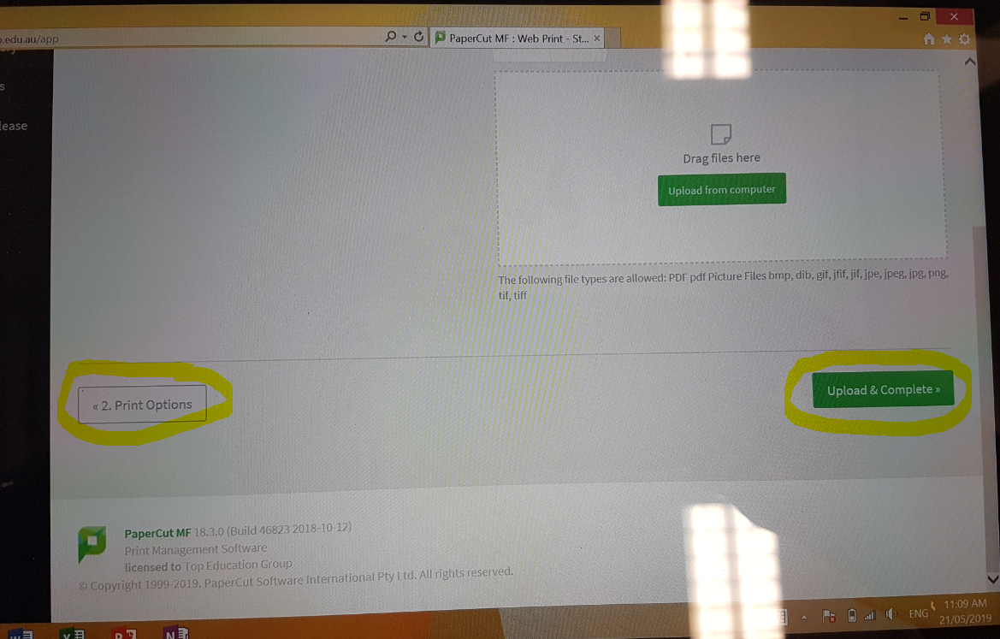 .edu.au/app
PaperCut MF : Web Print - St...
lease
Drag files here
Upload from computer
The following file types are allowed: PDF pdf Picture Files bmp, dib, gif, jfif, jif, jpe, jpeg, jpg, png,
tif, tiff
« 2. Print Options
Upload & Complete »
PaperCut MF 18.3.0 (Build 46823 2018-10-12)
Print Management Software
licensed to Top Education Group
© Copyright 1999-2019. PaperCut Software International Pty Ltd. All rights reserved.
ENG
11:09 AM
21/05/2019